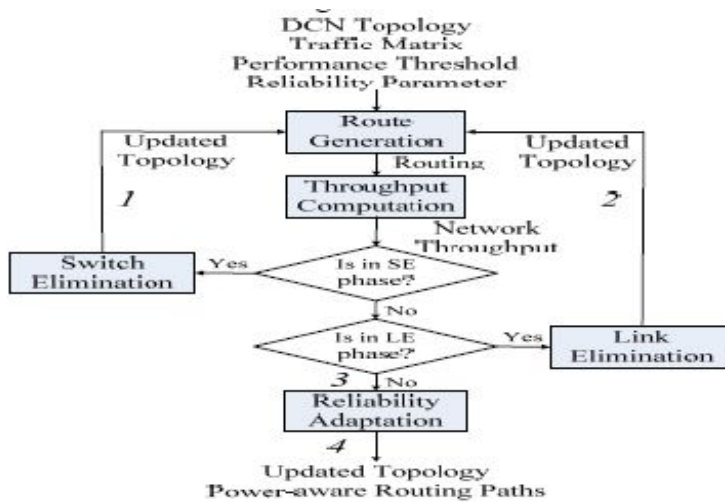 DCN Topology
Traffic Matrix
Performance Threshold
Reliability Parameter
Route
Generation
Updated
Topology
Updated
Topology
Routing
1
2
Throughput
Computation
Network
Throughput
Switch
Elimination
Yes
Is in SE
phase?
No
Is in LE
phase?
Yes
Link
Elimination
3
No
Reliability
Adaptation
4
Updated Topology
Power-aware Routing Paths